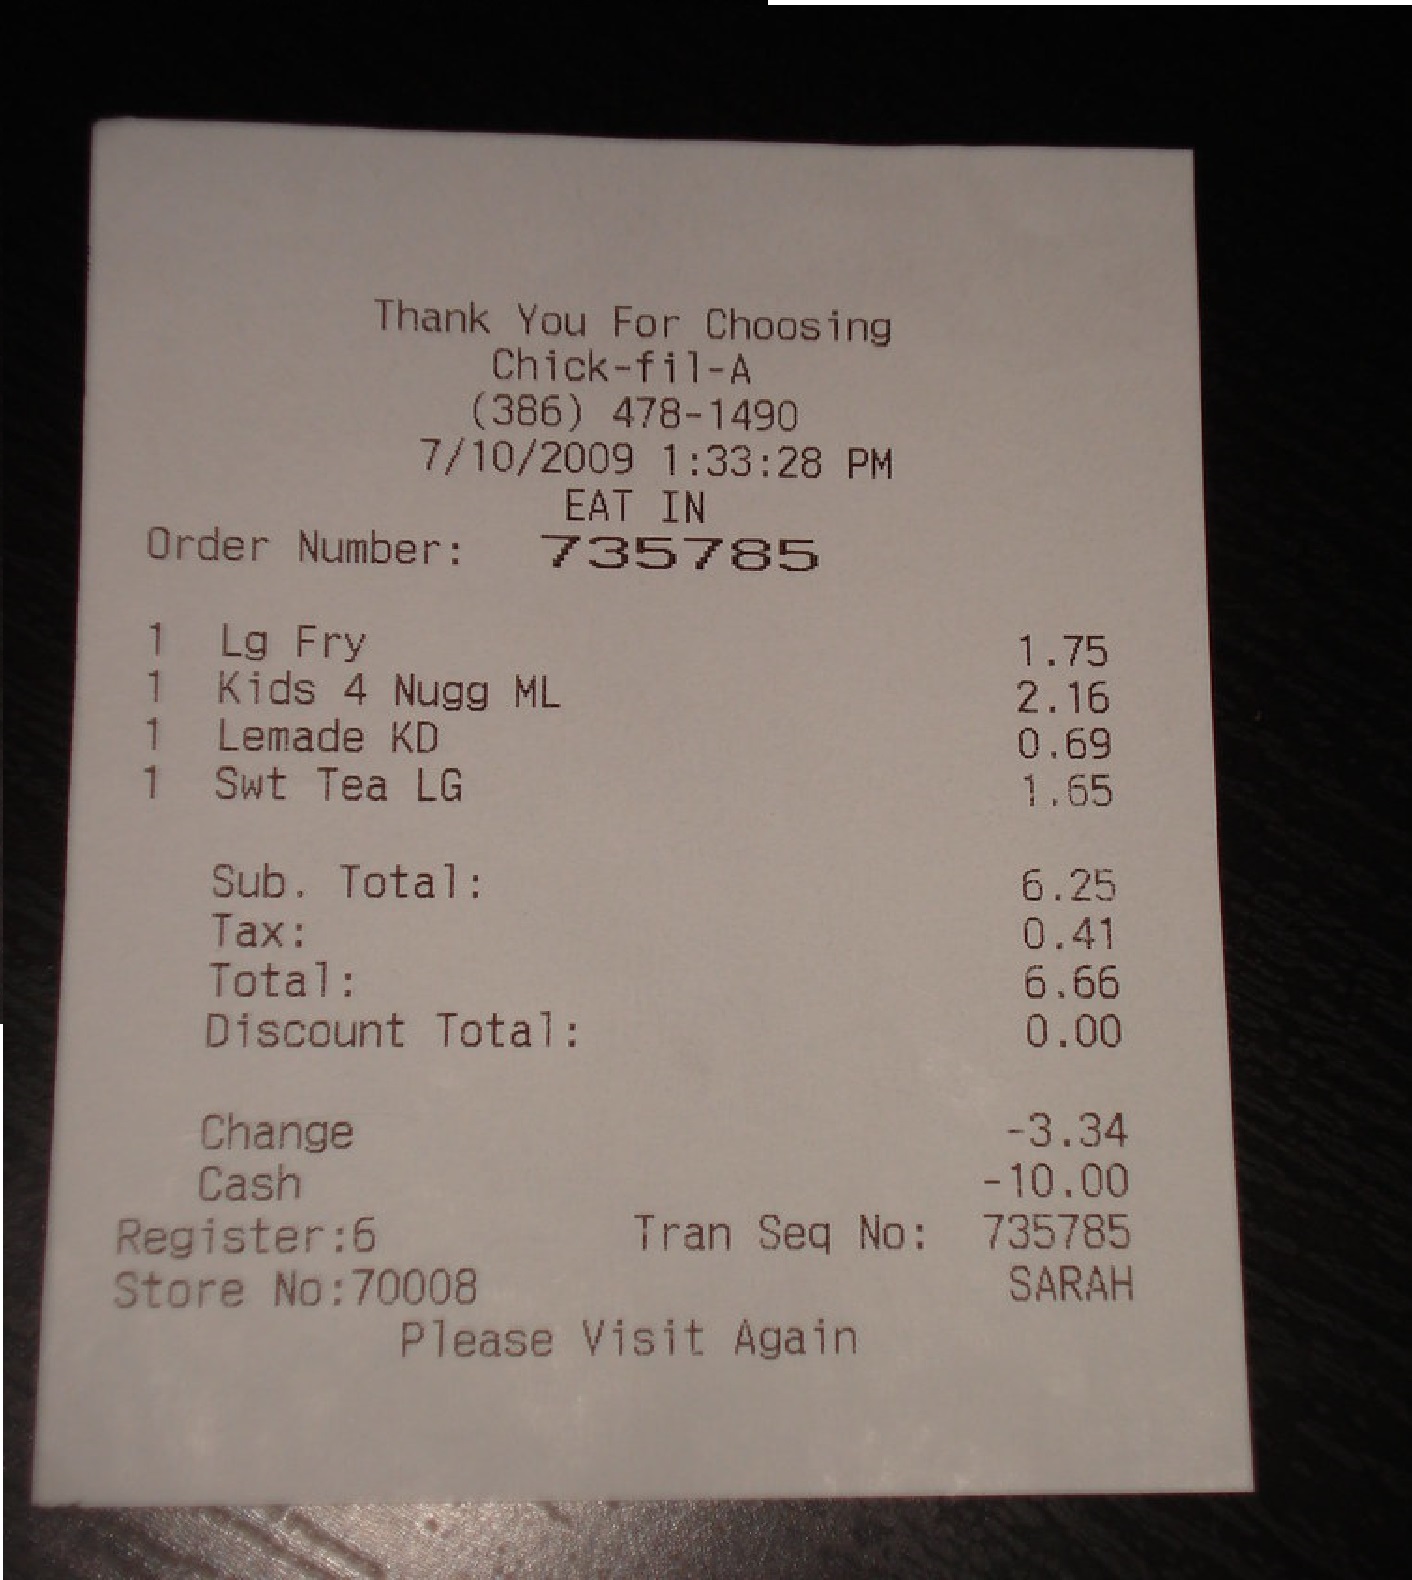 Thank You For Choosing
Chick-fil-A
(386) 478-1490
7/10/2009 1:33:28 PM
EAT IN
Order Number: 735785
1 Lg Fry 1.75
1 Kids 4 Nugg ML 2.16
1 Lemade KD 0.69
1 Swt Tea LG 1.65
Sub. Total: 6.25
Tax: 0.41
Total: 6.66
Discount Total: 0.00
Change -3.34
Cash -10.00
Register:6 Tran Seq No: 735785
Store No:70008 SARAH
Please Visit Again